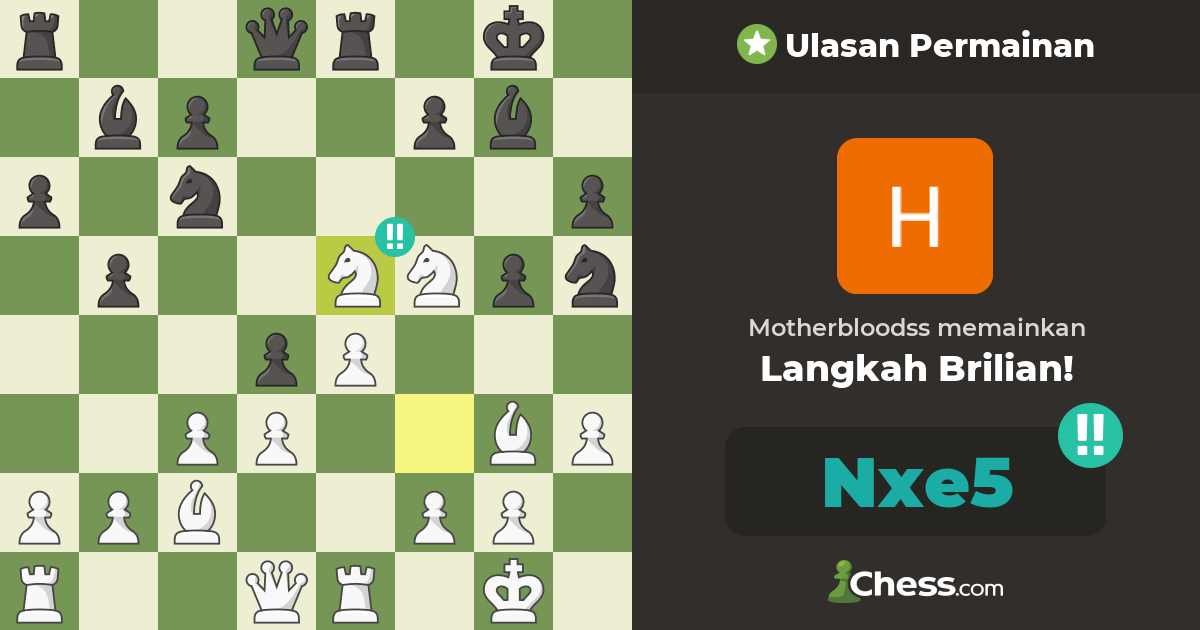 Ulasan Permainan
H
Motherbloodss memainkan
Langkah Brilian!
!!
!!
Nxe5
Chess.com